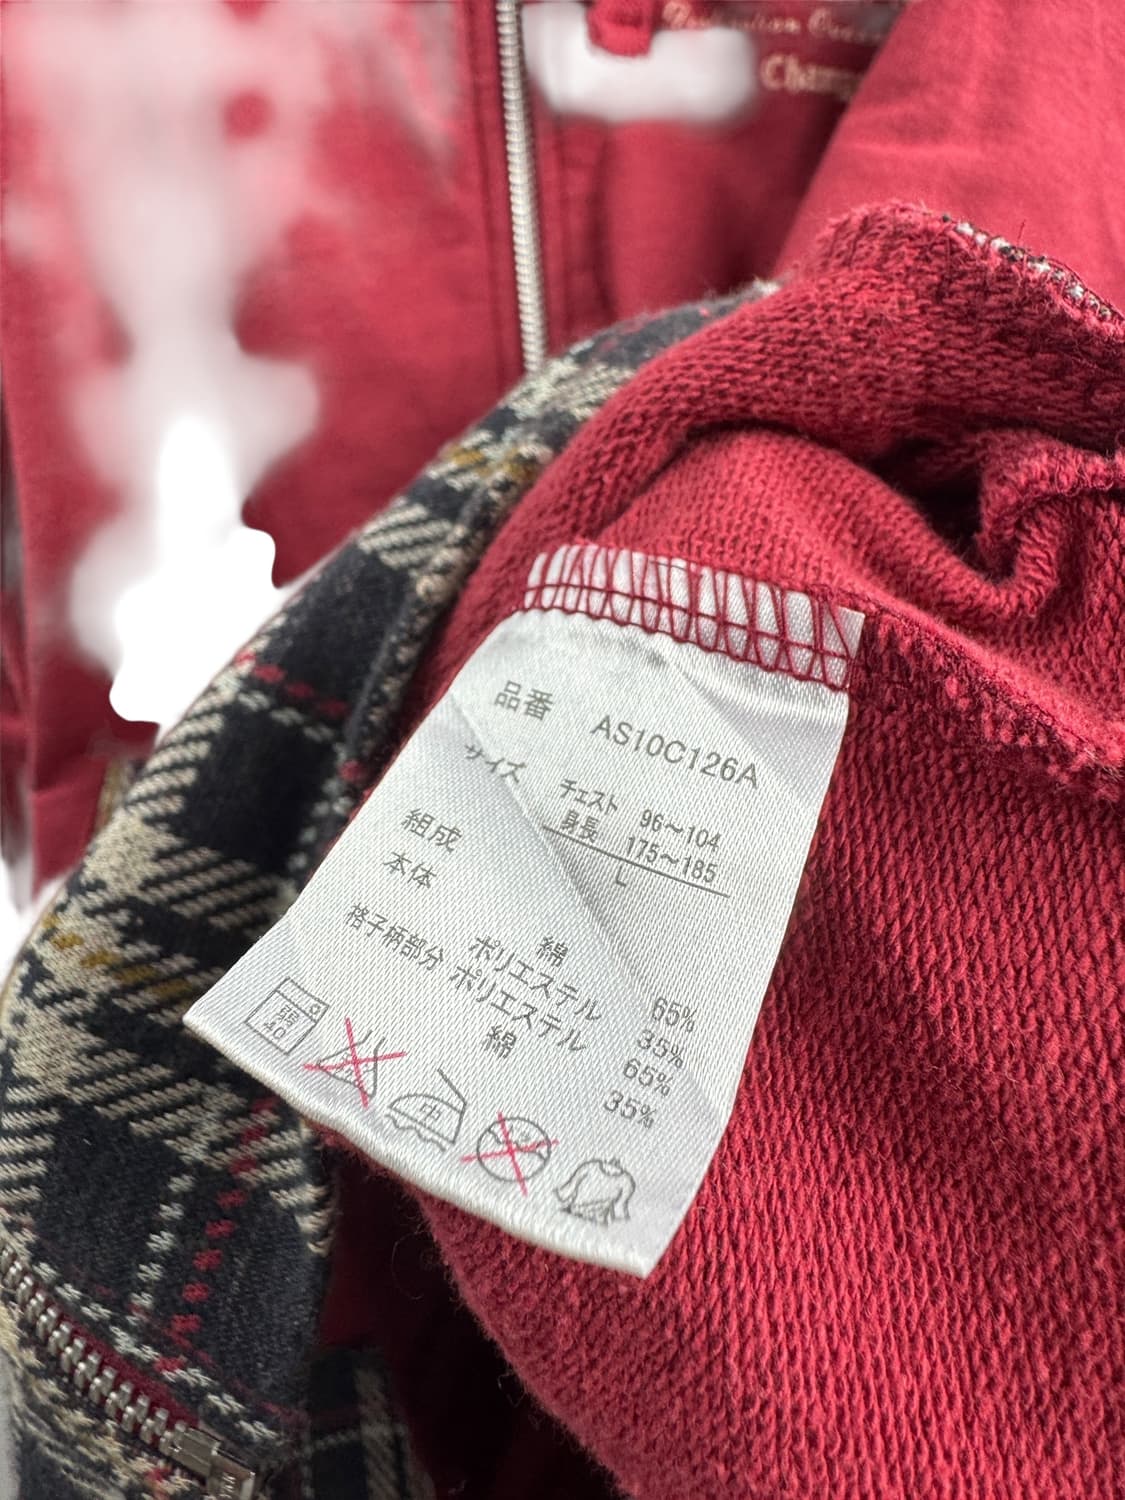 品番 AS10C126A
サイズ
チェスト 96~104
身長 175~185
L
組成
本体 綿 65%
ポリエステル 35%
格子柄部分 ポリエステル 65%
綿 35%
弱
40
中